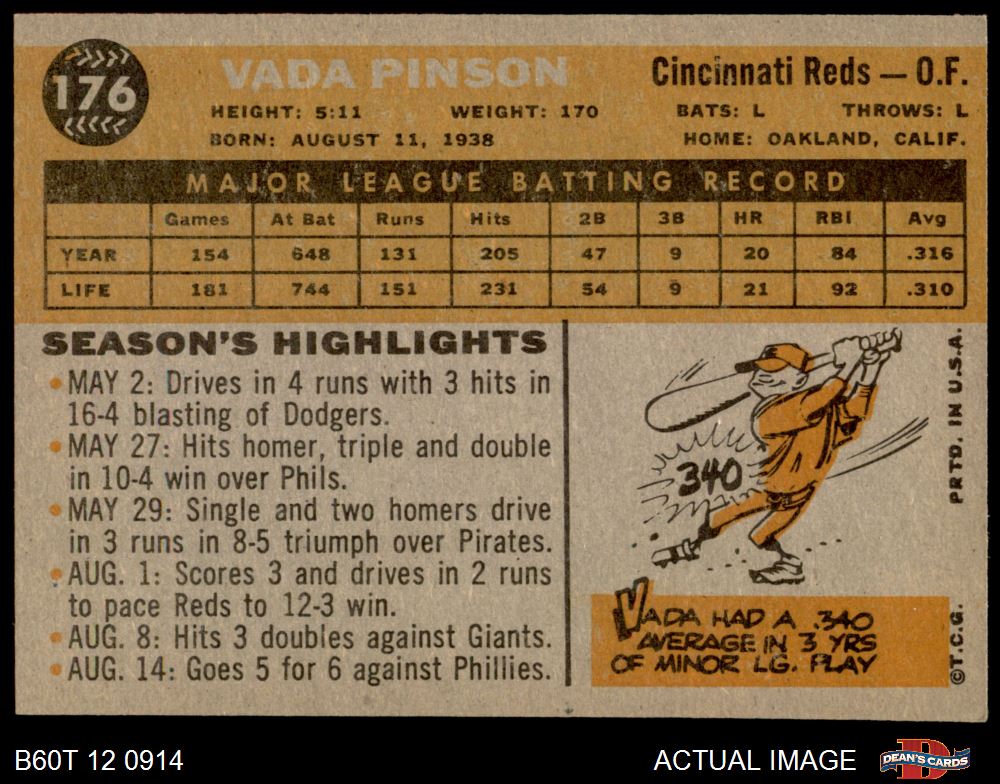 176
VADA PINSON
Cincinnati Reds — O.F.
HEIGHT: 5:11 WEIGHT: 170 BATS: L THROWS: L
BORN: AUGUST 11, 1938 HOME: OAKLAND, CALIF.
MAJOR LEAGUE BATTING RECORD
Games At Bat Runs Hits 2B 3B HR RBI Avg
YEAR 154 648 131 205 47 9 20 84 .316
LIFE 181 744 151 231 54 9 21 92 .310
SEASON'S HIGHLIGHTS
• MAY 2: Drives in 4 runs with 3 hits in
16-4 blasting of Dodgers.
• MAY 27: Hits homer, triple and double
in 10-4 win over Phils.
• MAY 29: Single and two homers drive
in 3 runs in 8-5 triumph over Pirates.
• AUG. 1: Scores 3 and drives in 2 runs
to pace Reds to 12-3 win.
• AUG. 8: Hits 3 doubles against Giants.
• AUG. 14: Goes 5 for 6 against Phillies.
340
VADA HAD A .340
AVERAGE IN 3 YRS
OF MINOR LG. PLAY
PRTD. IN U.S.A.
©T.C.G.
B60T 12 0914
ACTUAL IMAGE
DEAN'S CARDS